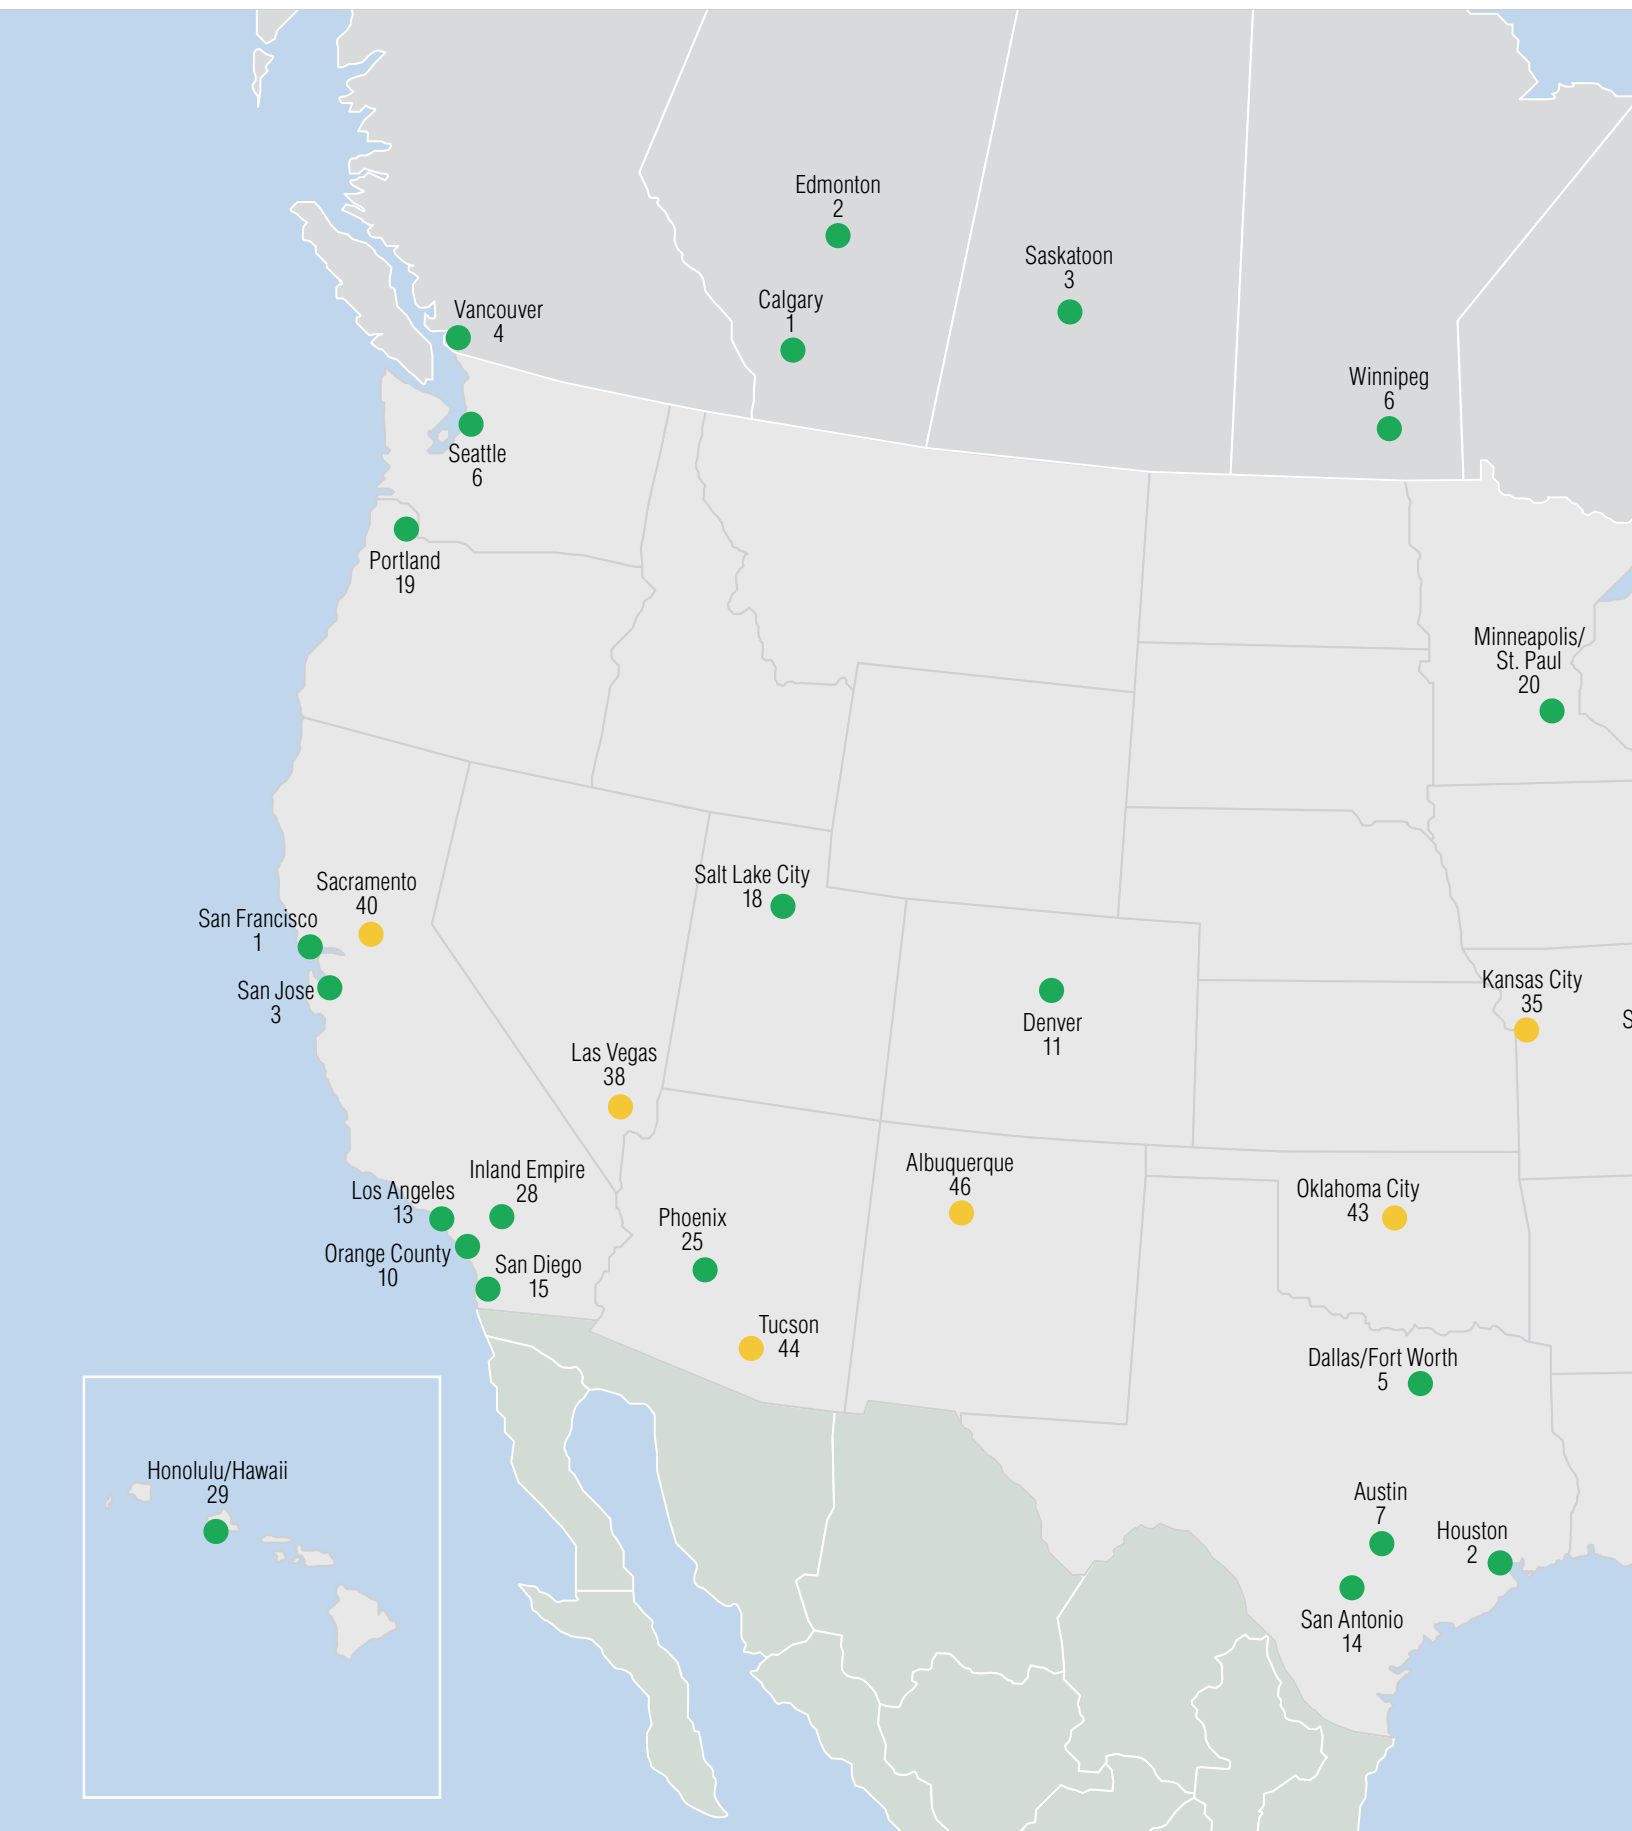 Edmonton
2
Saskatoon
3
Calgary
1
Vancouver
4
Winnipeg
6
Seattle
6
Portland
19
Minneapolis/
St. Paul
20
Salt Lake City
18
Sacramento
40
San Francisco
1
San Jose
3
Kansas City
35
S
Denver
11
Las Vegas
38
Albuquerque
46
Inland Empire
28
Los Angeles
13
Oklahoma City
43
Phoenix
25
Orange County
10
San Diego
15
Tucson
44
Dallas/Fort Worth
5
Honolulu/Hawaii
29
Austin
7
Houston
2
San Antonio
14